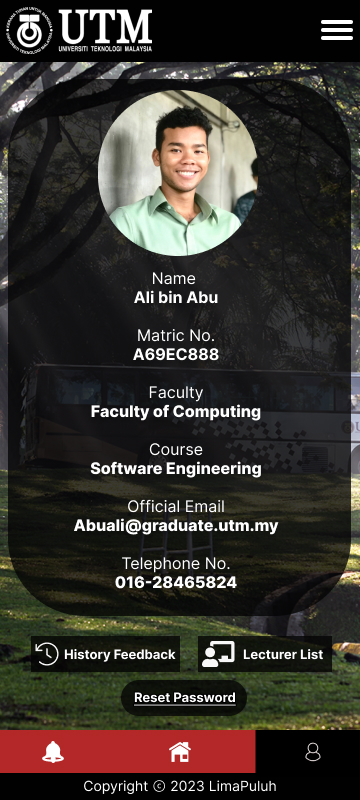 UTM
UNIVERSITI TEKNOLOGI MALAYSIA
Name
Ali bin Abu
Matric No.
A69EC888
Faculty
Faculty of Computing
Course
Software Engineering
Official Email
Abuali@graduate.utm.my
Telephone No.
016-28465824
History Feedback
Lecturer List
Reset Password
Copyright © 2023 LimaPuluh